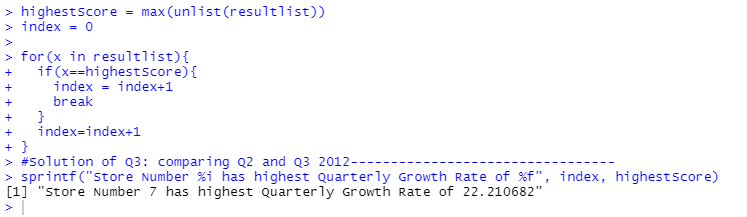 > highestScore = max(unlist(resultlist))
> index = 0
>
> for(x in resultlist){
+   if(x==highestScore){
+     index = index+1
+     break
+   }
+   index=index+1
+ }
> #Solution of Q3: comparing Q2 and Q3 2012---------------------------------
> sprintf("Store Number %i has highest Quarterly Growth Rate of %f", index, highestScore)
[1] "Store Number 7 has highest Quarterly Growth Rate of 22.210682"
>